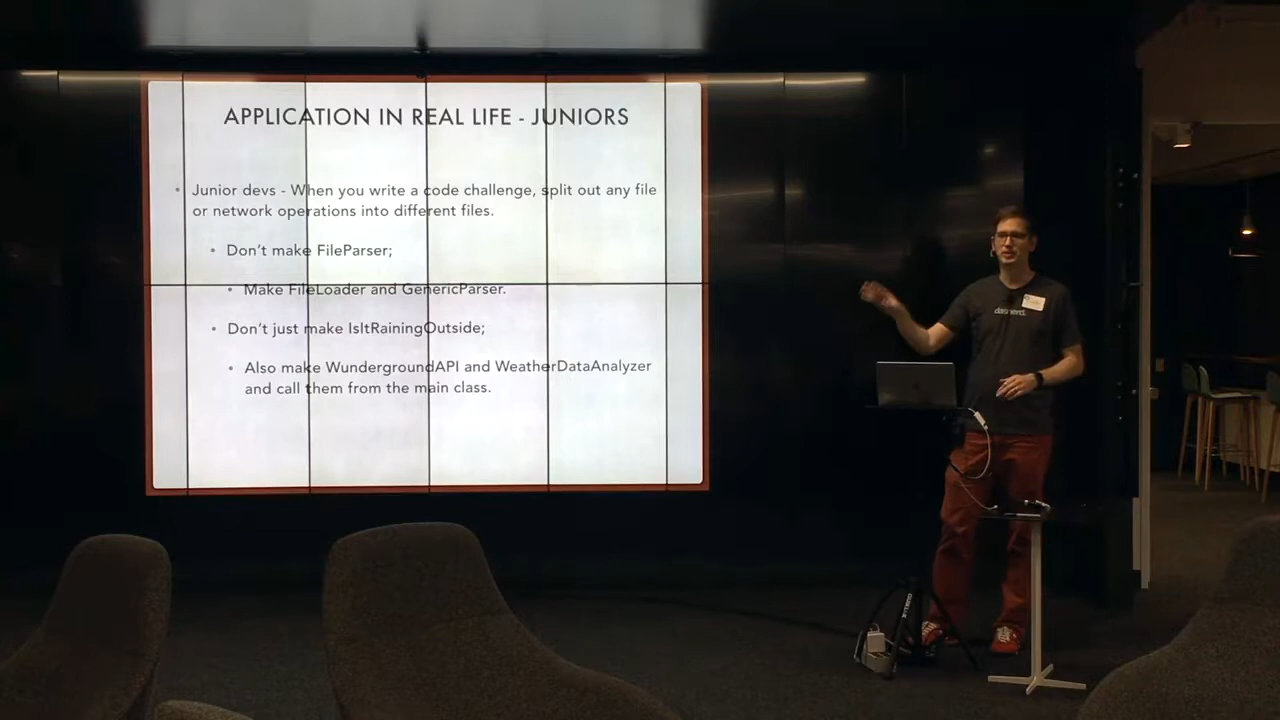 APPLICATION IN REAL LIFE - JUNIORS
• Junior devs - When you write a code challenge, split out any file
or network operations into different files.
• Don't make FileParser;
• Make FileLoader and GenericParser.
• Don't just make IsItRainingOutside;
• Also make WundergroundAPI and WeatherDataAnalyzer
and call them from the main class.